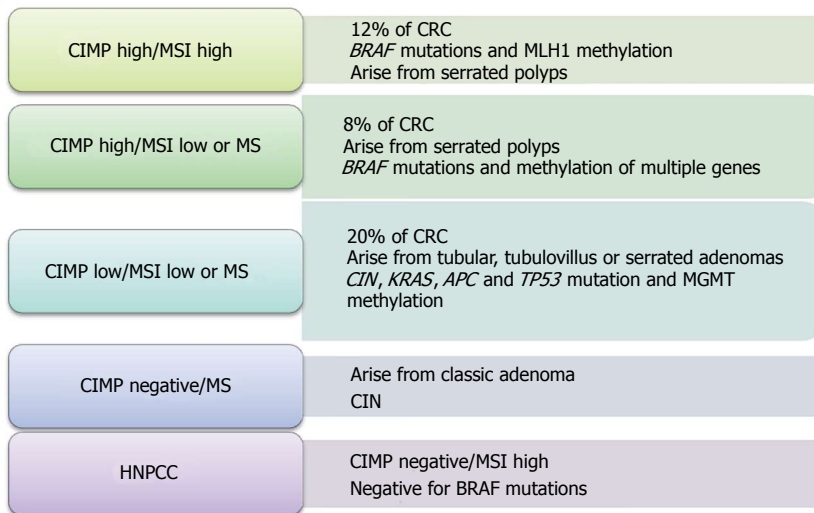 CIMP high/MSI high
12% of CRC
BRAF mutations and MLH1 methylation
Arise from serrated polyps
CIMP high/MSI low or MS
8% of CRC
Arise from serrated polyps
BRAF mutations and methylation of multiple genes
CIMP low/MSI low or MS
20% of CRC
Arise from tubular, tubulovillus or serrated adenomas
CIN, KRAS, APC and TP53 mutation and MGMT
methylation
CIMP negative/MS
Arise from classic adenoma
CIN
HNPCC
CIMP negative/MSI high
Negative for BRAF mutations